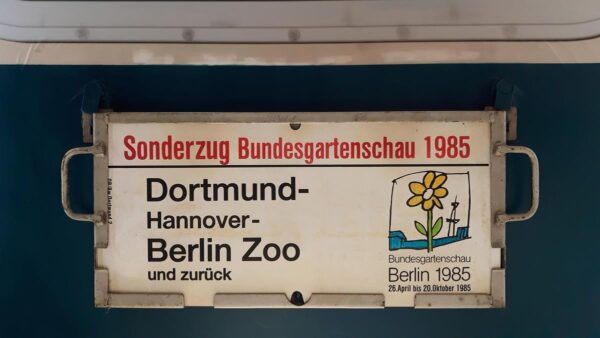 Sonderzug Bundesgartenschau 1985
Dortmund-
Hannover-
Berlin Zoo
und zurück
Bundesgartenschau
Berlin 1985
26.April bis 20.Oktober 1985